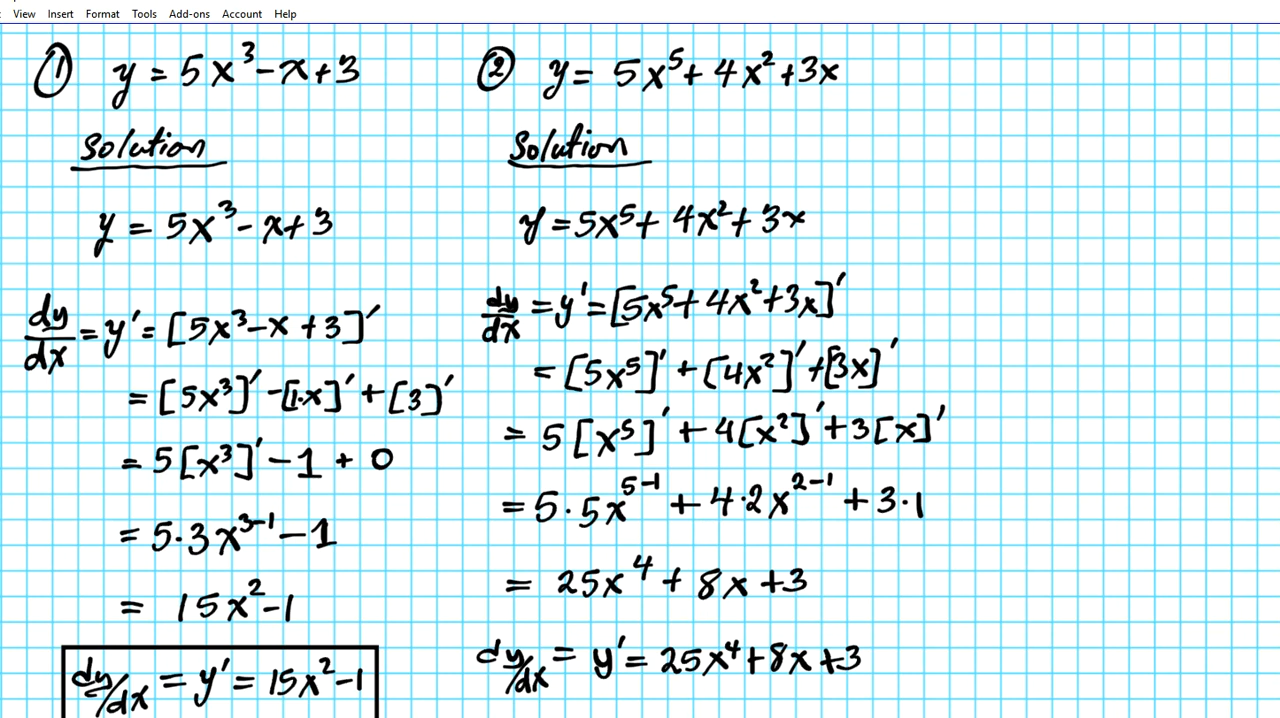 View Insert Format Tools Add-ons Account Help
① y = 5x³ - x + 3
Solution
y = 5x³ - x + 3
dy/dx = y' = [5x³ - x + 3]'
= [5x³]' - [1·x]' + [3]'
= 5[x³]' - 1 + 0
= 5·3x³⁻¹ - 1
= 15x² - 1
dy/dx = y' = 15x² - 1
② y = 5x⁵ + 4x² + 3x
Solution
y = 5x⁵ + 4x² + 3x
dy/dx = y' = [5x⁵ + 4x² + 3x]'
= [5x⁵]' + [4x²]' + [3x]'
= 5[x⁵]' + 4[x²]' + 3[x]'
= 5·5x⁵⁻¹ + 4·2x²⁻¹ + 3·1
= 25x⁴ + 8x + 3
dy/dx = y' = 25x⁴ + 8x + 3